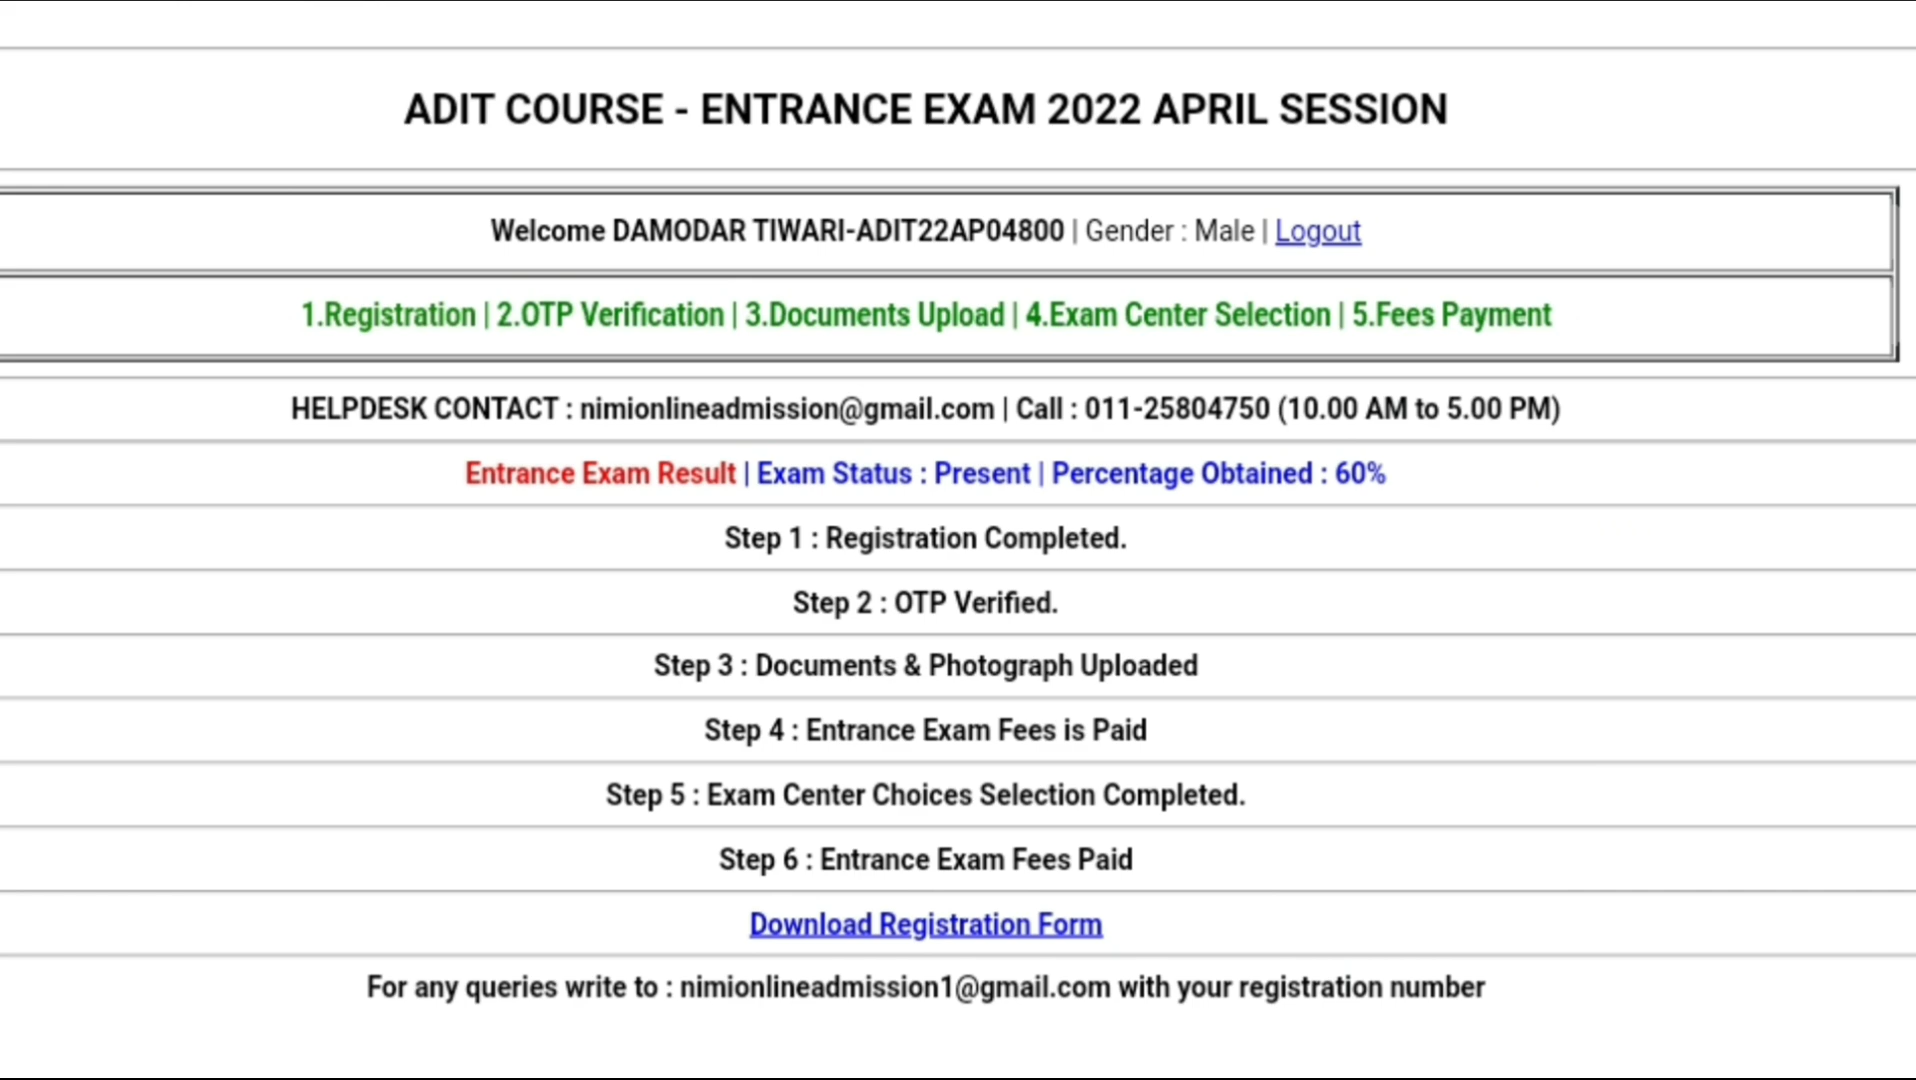 ADIT COURSE - ENTRANCE EXAM 2022 APRIL SESSION
Welcome DAMODAR TIWARI-ADIT22AP04800 | Gender : Male | Logout
1.Registration | 2.OTP Verification | 3.Documents Upload | 4.Exam Center Selection | 5.Fees Payment
HELPDESK CONTACT : nimionlineadmission@gmail.com | Call : 011-25804750 (10.00 AM to 5.00 PM)
Entrance Exam Result | Exam Status : Present | Percentage Obtained : 60%
Step 1 : Registration Completed.
Step 2 : OTP Verified.
Step 3 : Documents & Photograph Uploaded
Step 4 : Entrance Exam Fees is Paid
Step 5 : Exam Center Choices Selection Completed.
Step 6 : Entrance Exam Fees Paid
Download Registration Form
For any queries write to : nimionlineadmission1@gmail.com with your registration number